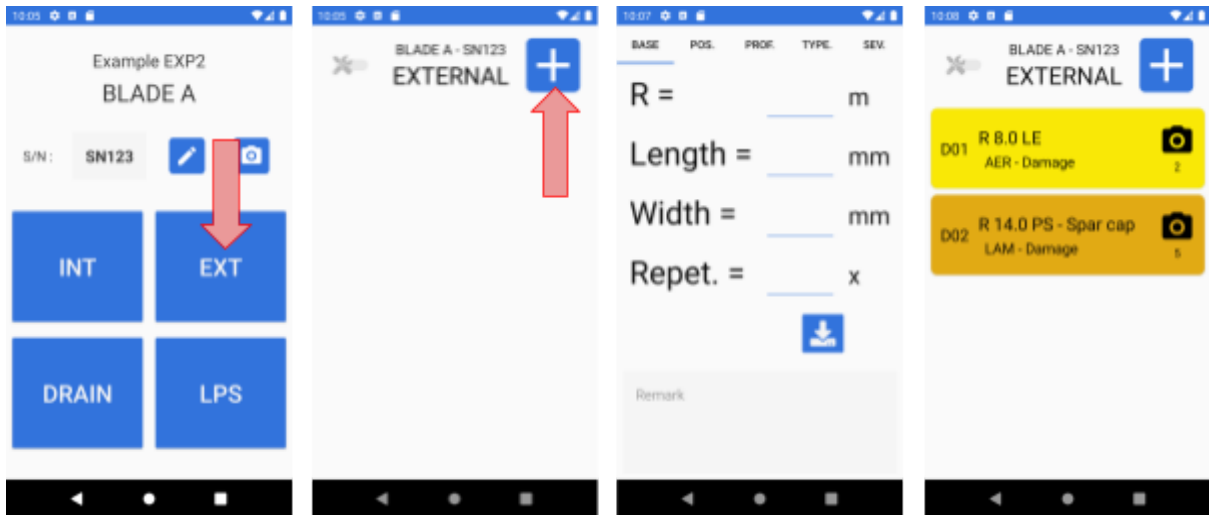 10:05
Example EXP2
BLADE A
S/N: SN123
INT EXT
DRAIN LPS
10:05
BLADE A - SN123
EXTERNAL
10:07
BASE POS. PROF. TYPE. SEV.
R = m
Length = mm
Width = mm
Repet. = x
Remark
10:08
BLADE A - SN123
EXTERNAL
D01 R 8.0 LE
AER - Damage
2
D02 R 14.0 PS - Spar cap
LAM - Damage
5